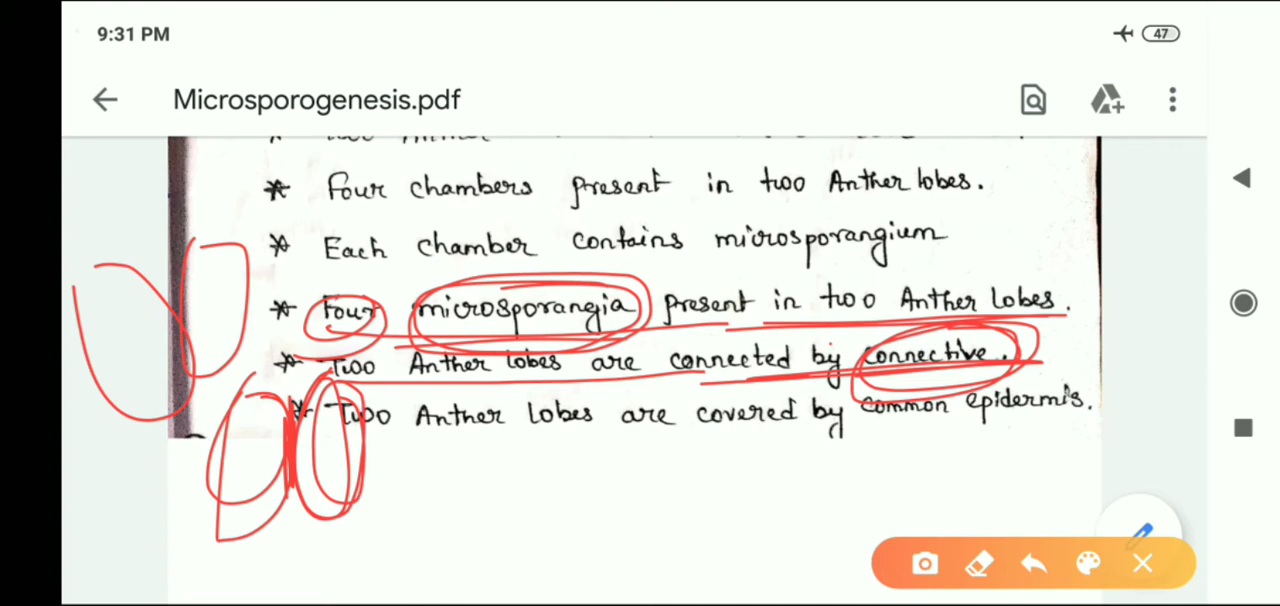 9:31 PM
47
Microsporogenesis.pdf
* Four chambers present in two Anther lobes.
* Each chamber contains microsporangium
* Four microsporangia present in two Anther lobes.
* Two Anther lobes are connected by connective.
* Two Anther lobes are covered by common epidermis.